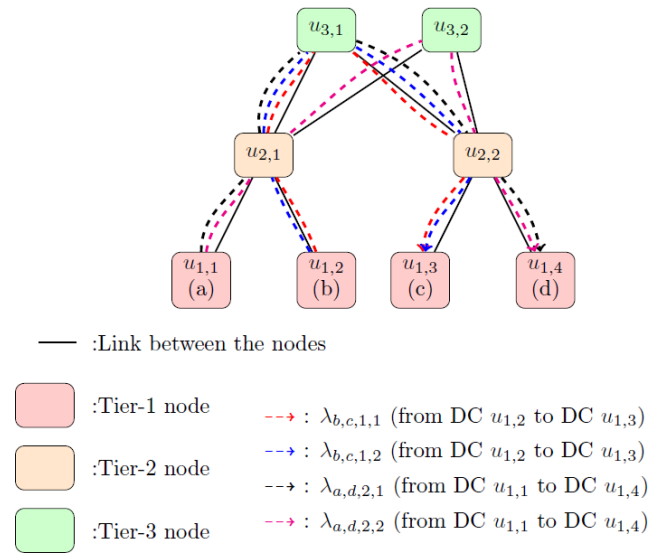 u3,1 u3,2
u2,1 u2,2
u1,1 u1,2 u1,3 u1,4
(a) (b) (c) (d)
:Link between the nodes
:Tier-1 node
:Tier-2 node
:Tier-3 node
: λb,c,1,1 (from DC u1,2 to DC u1,3)
: λb,c,1,2 (from DC u1,2 to DC u1,3)
: λa,d,2,1 (from DC u1,1 to DC u1,4)
: λa,d,2,2 (from DC u1,1 to DC u1,4)